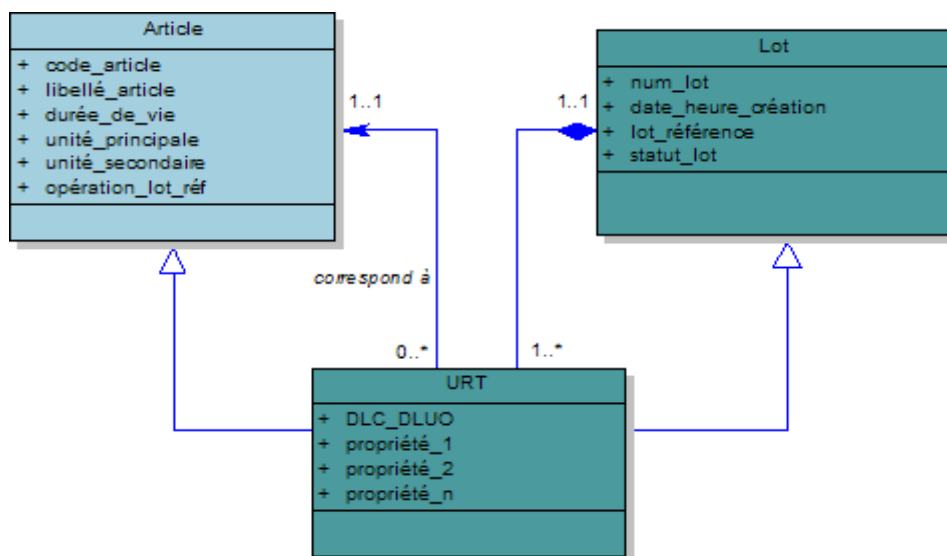 Article
+ code_article
+ libellé_article
+ durée_de_vie
+ unité_principale
+ unité_secondaire
+ opération_lot_réf
Lot
+ num_lot
+ date_heure_création
+ lot_référence
+ statut_lot
1..1
1..1
correspond à
0..*
1..*
URT
+ DLC_DLUO
+ propriété_1
+ propriété_2
+ propriété_n